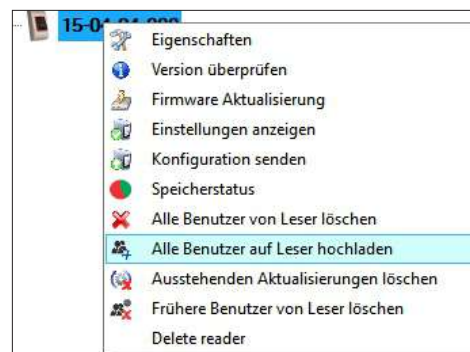 Eigenschaften
Version überprüfen
Firmware Aktualisierung
Einstellungen anzeigen
Konfiguration senden
Speicherstatus
Alle Benutzer von Leser löschen
Alle Benutzer auf Leser hochladen
Ausstehenden Aktualisierungen löschen
Frühere Benutzer von Leser löschen
Delete reader